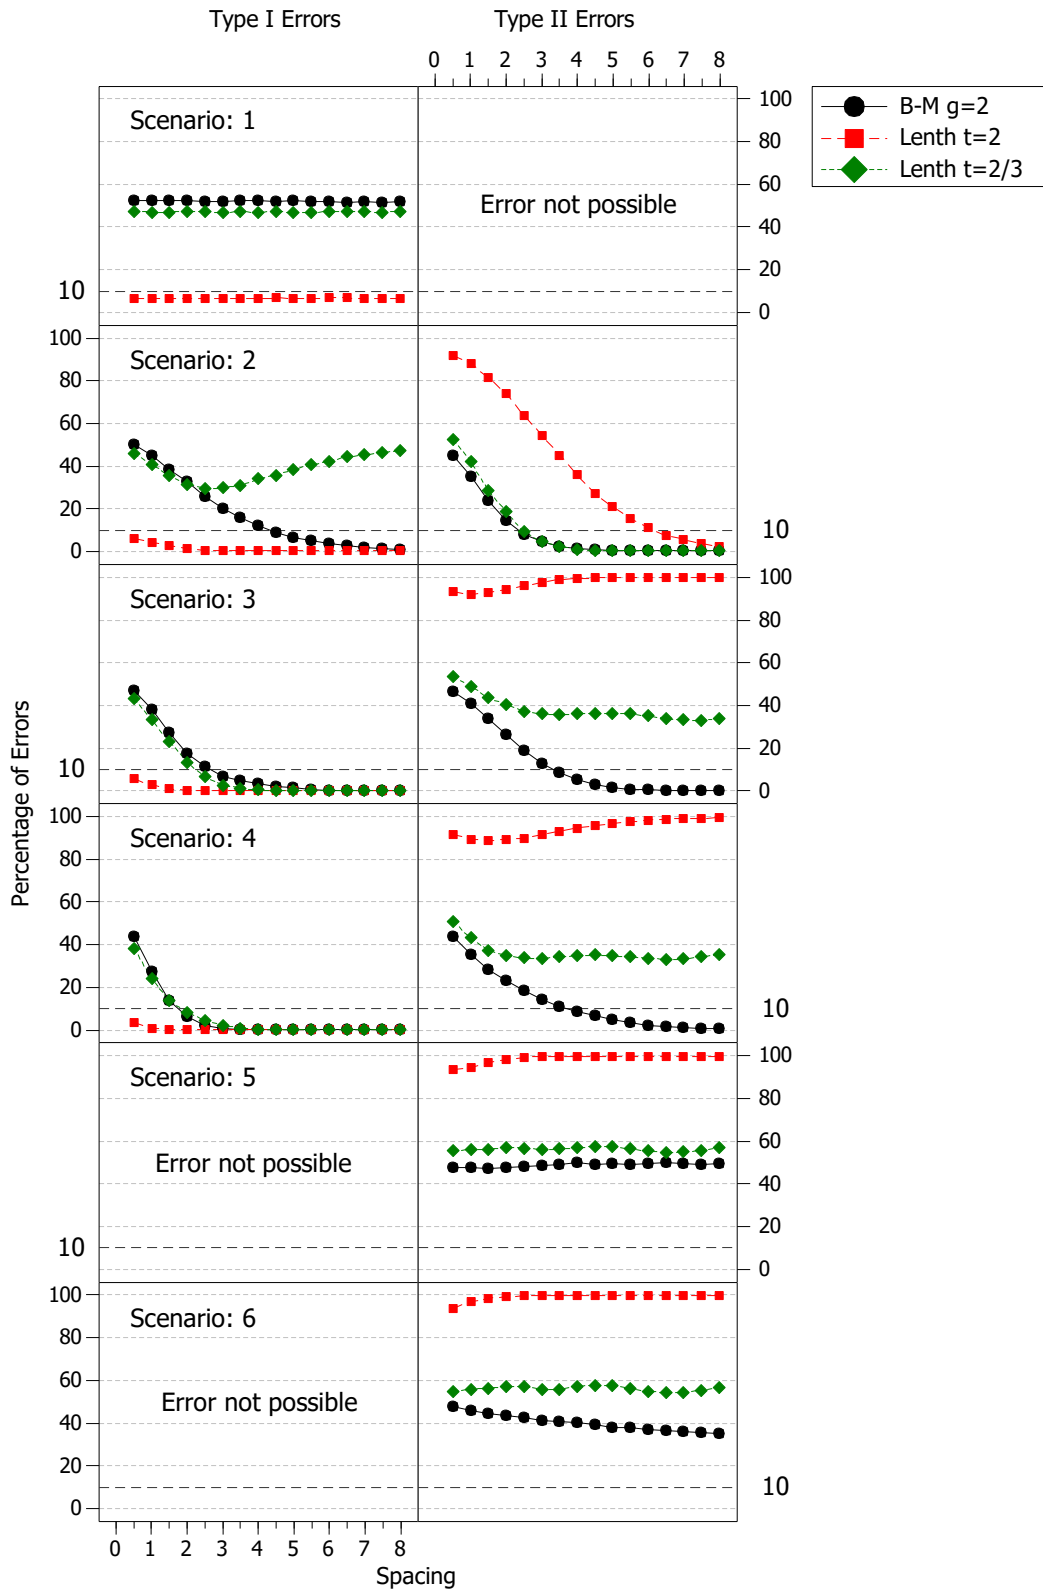 Type I Errors
Type II Errors
0 1 2 3 4 5 6 7 8
B-M g=2
Lenth t=2
Lenth t=2/3
Scenario: 1
Error not possible
100
80
60
40
20
0
10
Scenario: 2
100
80
60
40
20
0
10
Scenario: 3
100
80
60
40
20
0
10
Percentage of Errors
Scenario: 4
100
80
60
40
20
0
10
Scenario: 5
Error not possible
100
80
60
40
20
0
10
Scenario: 6
Error not possible
100
80
60
40
20
0
10
0 1 2 3 4 5 6 7 8
Spacing